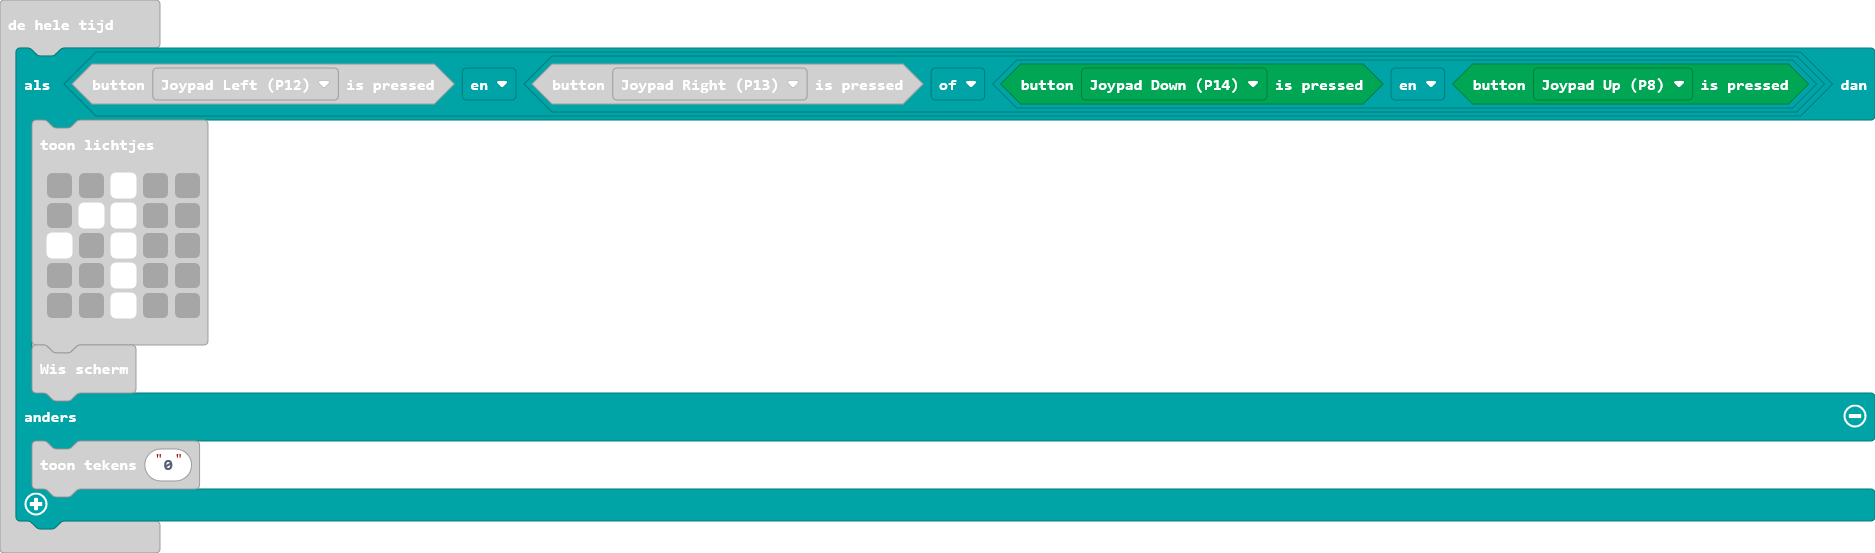 de hele tijd
als button Joypad Left (P12) is pressed en button Joypad Right (P13) is pressed of button Joypad Down (P14) is pressed en button Joypad Up (P8) is pressed dan
toon lichtjes
Wis scherm
anders
toon tekens "0"